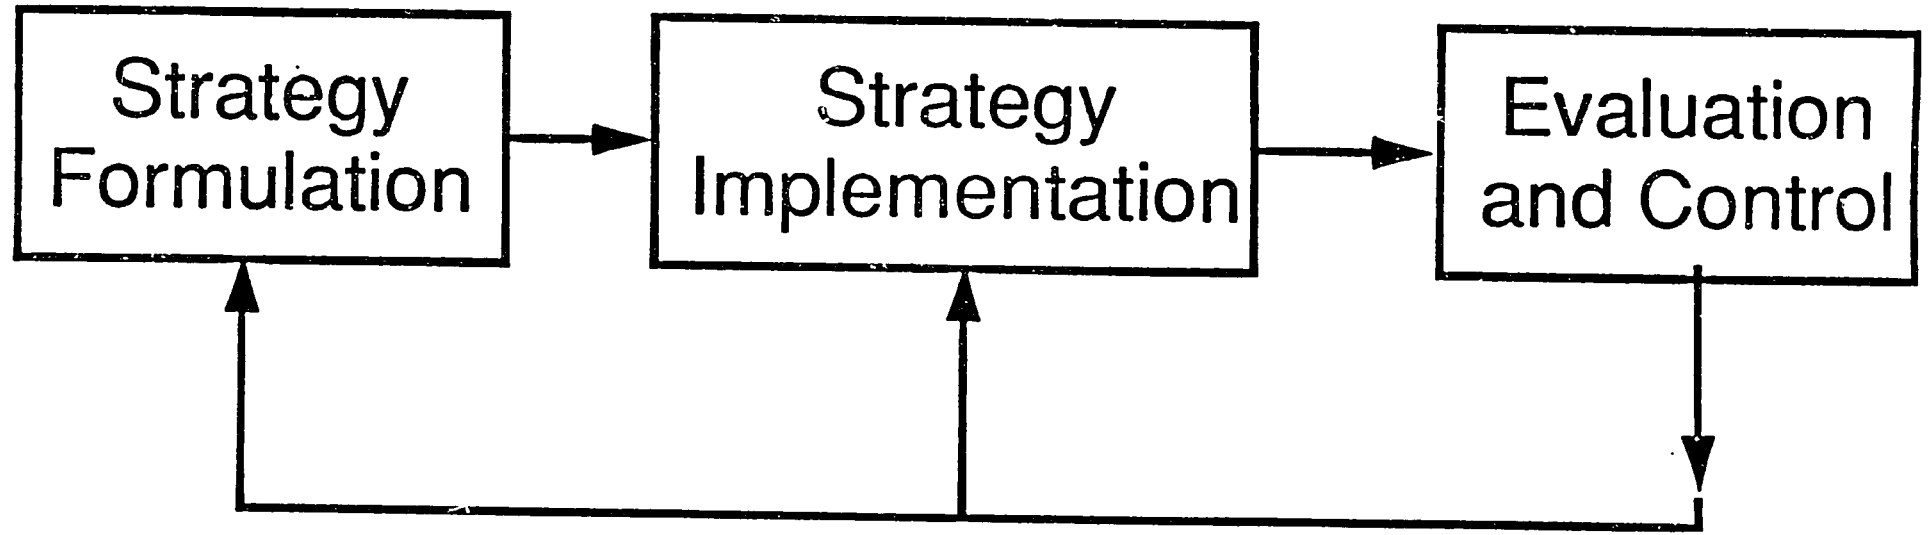 Strategy
Formulation
Strategy
Implementation
Evaluation
and Control